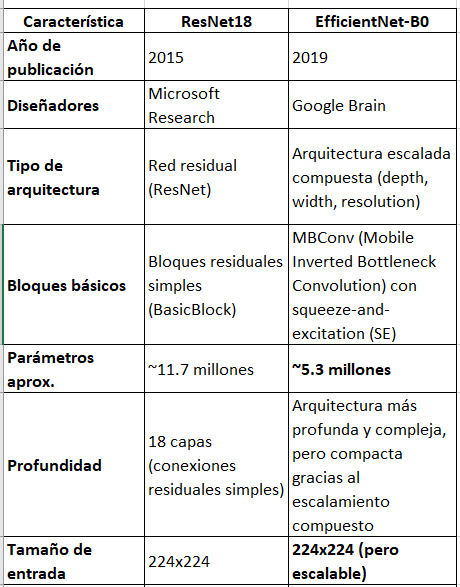 Característica ResNet18 EfficientNet-B0
Año de
publicación
2015
2019
Diseñadores
Microsoft
Research
Google Brain
Tipo de
arquitectura
Red residual
(ResNet)
Arquitectura escalada
compuesta (depth,
width, resolution)
Bloques básicos
Bloques residuales
simples
(BasicBlock)
MBConv (Mobile
Inverted Bottleneck
Convolution) con
squeeze-and-
excitation (SE)
Parámetros
aprox.
~11.7 millones
~5.3 millones
Profundidad
18 capas
(conexiones
residuales simples)
Arquitectura más
profunda y compleja,
pero compacta
gracias al
escalamiento
compuesto
Tamaño de
entrada
224x224
224x224 (pero
escalable)